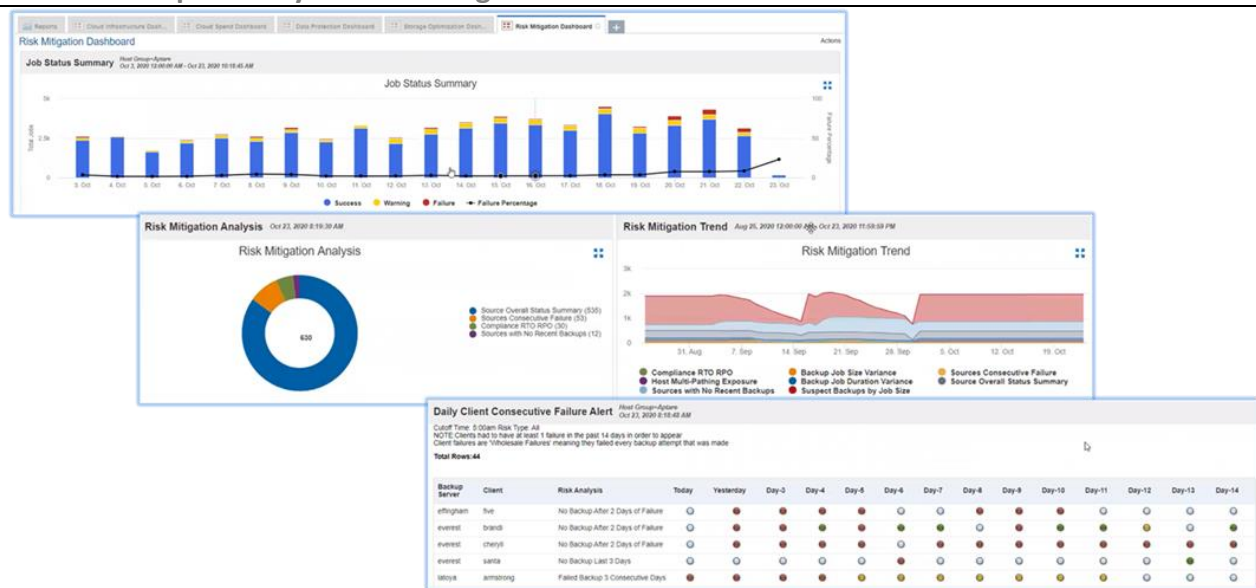 Reports
Cloud Infrastructure Dash...
Cloud Spend Dashboard
Data Protection Dashboard
Storage Optimization Dash...
Risk Mitigation Dashboard
+
Risk Mitigation Dashboard
Actions
Job Status Summary
Host Group=Aptare
Oct 3, 2020 12:00:00 AM - Oct 23, 2020 10:18:45 AM
Job Status Summary
5k
2.5k
0
Total Jobs
100
50
0
Failure Percentage
3. Oct 4. Oct 5. Oct 6. Oct 7. Oct 8. Oct 9. Oct 10. Oct 11. Oct 12. Oct 13. Oct 14. Oct 15. Oct 16. Oct 17. Oct 18. Oct 19. Oct 20. Oct 21. Oct 22. Oct 23. Oct
Success Warning Failure Failure Percentage
Risk Mitigation Analysis Oct 23, 2020 8:19:30 AM
Risk Mitigation Analysis
630
Source Overall Status Summary (535)
Sources Consecutive Failure (53)
Compliance RTO RPO (30)
Sources with No Recent Backups (12)
Risk Mitigation Trend Aug 25, 2020 12:00:00 AM - Oct 23, 2020 11:59:59 PM
Risk Mitigation Trend
3k
2k
1k
0
31. Aug 7. Sep 14. Sep 21. Sep 28. Sep 5. Oct 12. Oct 19. Oct
Compliance RTO RPO Backup Job Size Variance Sources Consecutive Failure
Host Multi-Pathing Exposure Backup Job Duration Variance Source Overall Status Summary
Sources with No Recent Backups Suspect Backups by Job Size
Daily Client Consecutive Failure Alert
Host Group=Aptare
Oct 23, 2020 8:18:45 AM
Cutoff Time: 5:00am Risk Type: All
NOTE Clients had to have at least 1 failure in the past 14 days in order to appear
Client failures are 'Wholesale Failures' meaning they failed every backup attempt that was made
Total Rows:44
Backup Server Client Risk Analysis Today Yesterday Day-3 Day-4 Day-5 Day-6 Day-7 Day-8 Day-9 Day-10 Day-11 Day-12 Day-13 Day-14
effingham five No Backup After 2 Days of Failure
everest brandi No Backup After 2 Days of Failure
everest cheryll No Backup After 2 Days of Failure
everest santa No Backup Last 3 Days
latoya armstrong Failed Backup 3 Consecutive Days